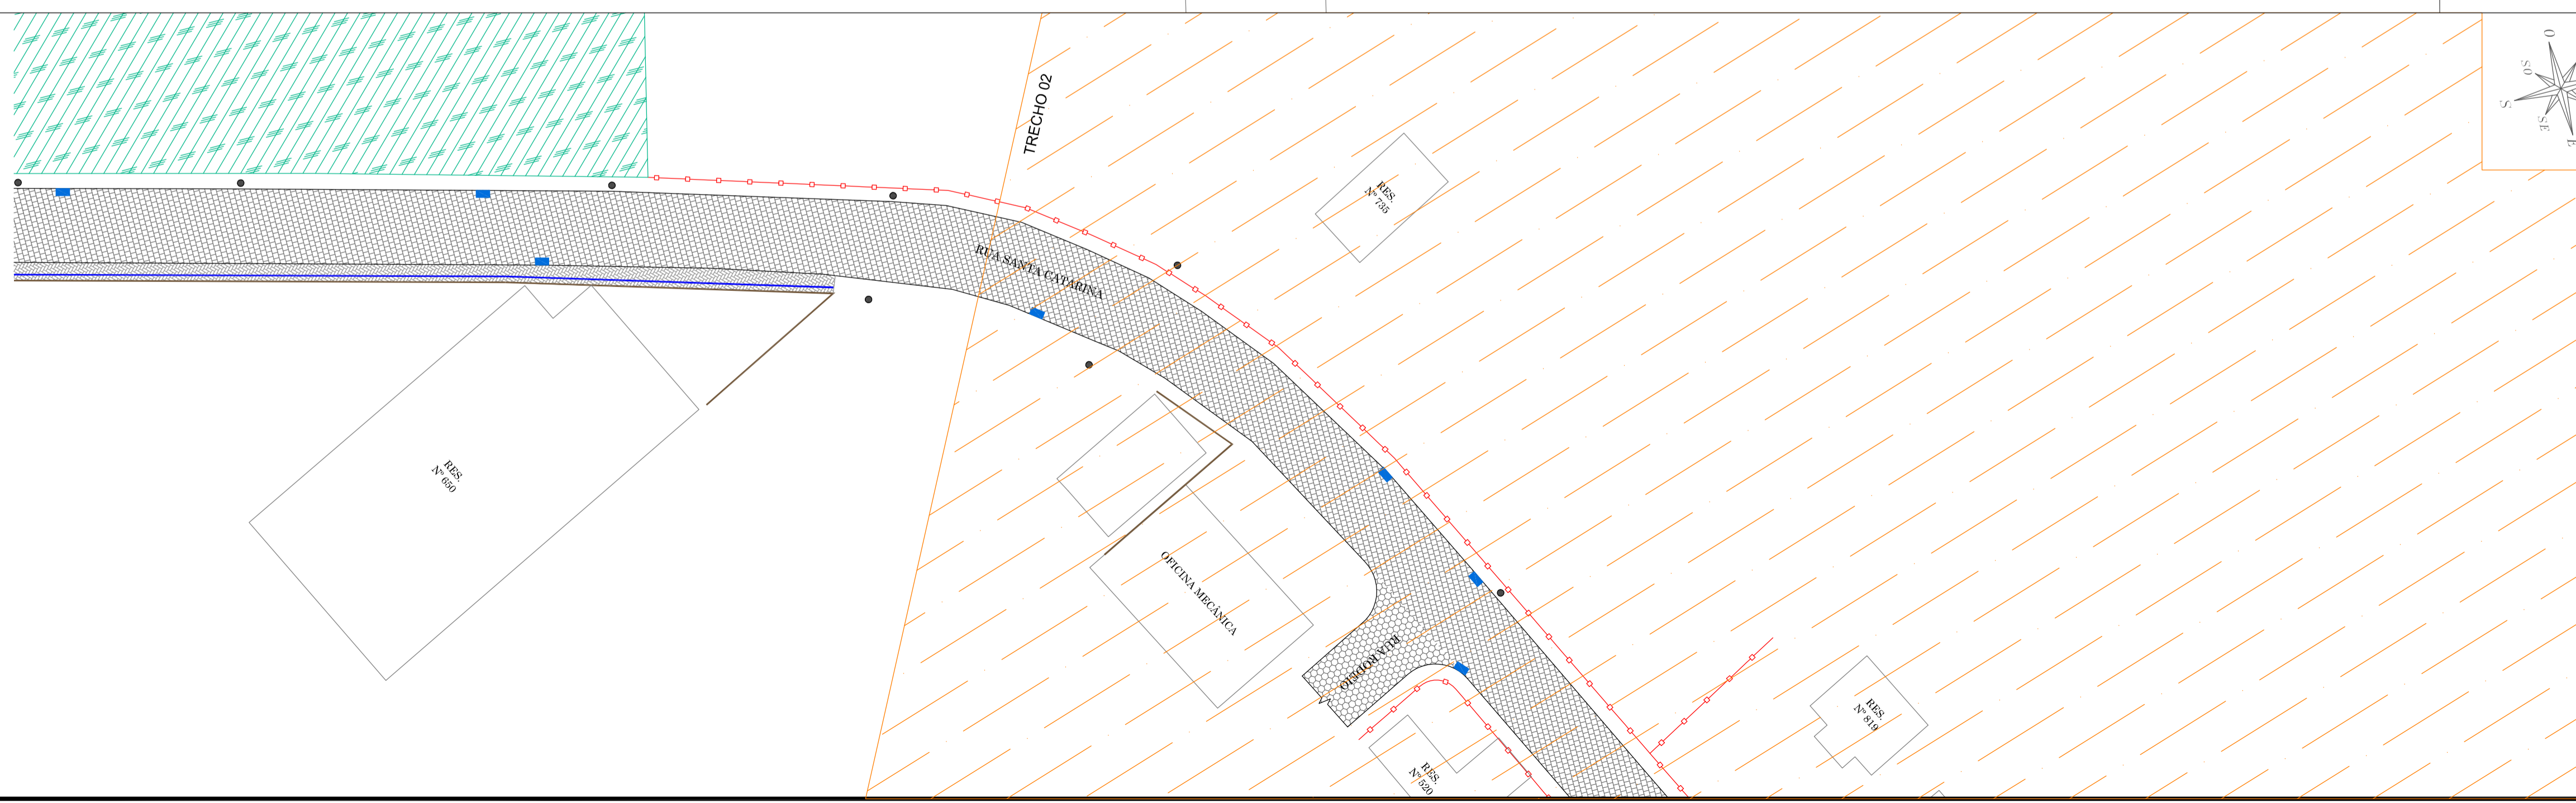 O
SO
S
SE
E
TRECHO 02
RES.
Nº 735
RUA SANTA CATARINA
RES.
Nº 650
OFICINA MECÂNICA
RUA RODEIO
RES.
Nº 819
RES.
Nº 520